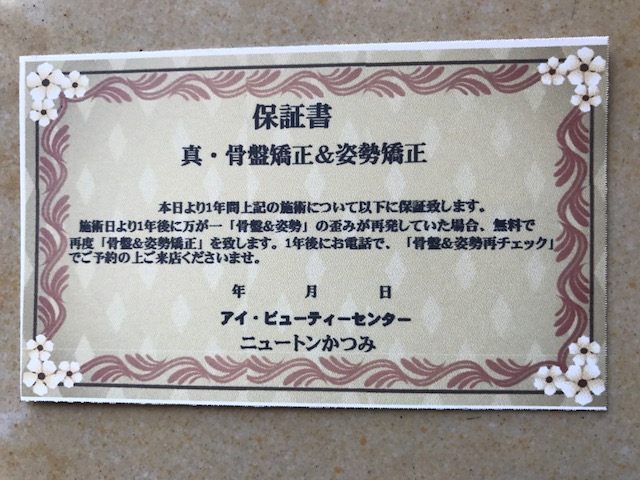 保証書
真・骨盤矯正&姿勢矯正
本日より1年間上記の施術について以下に保証致します。
施術日より1年後に万が一「骨盤&姿勢」の歪みが再発していた場合、無料で
再度「骨盤&姿勢矯正」を致します。1年後にお電話で、「骨盤&姿勢再チェック」
でご予約の上ご来店くださいませ。
年 月 日
アイ・ビューティーセンター
ニュートンかつみ